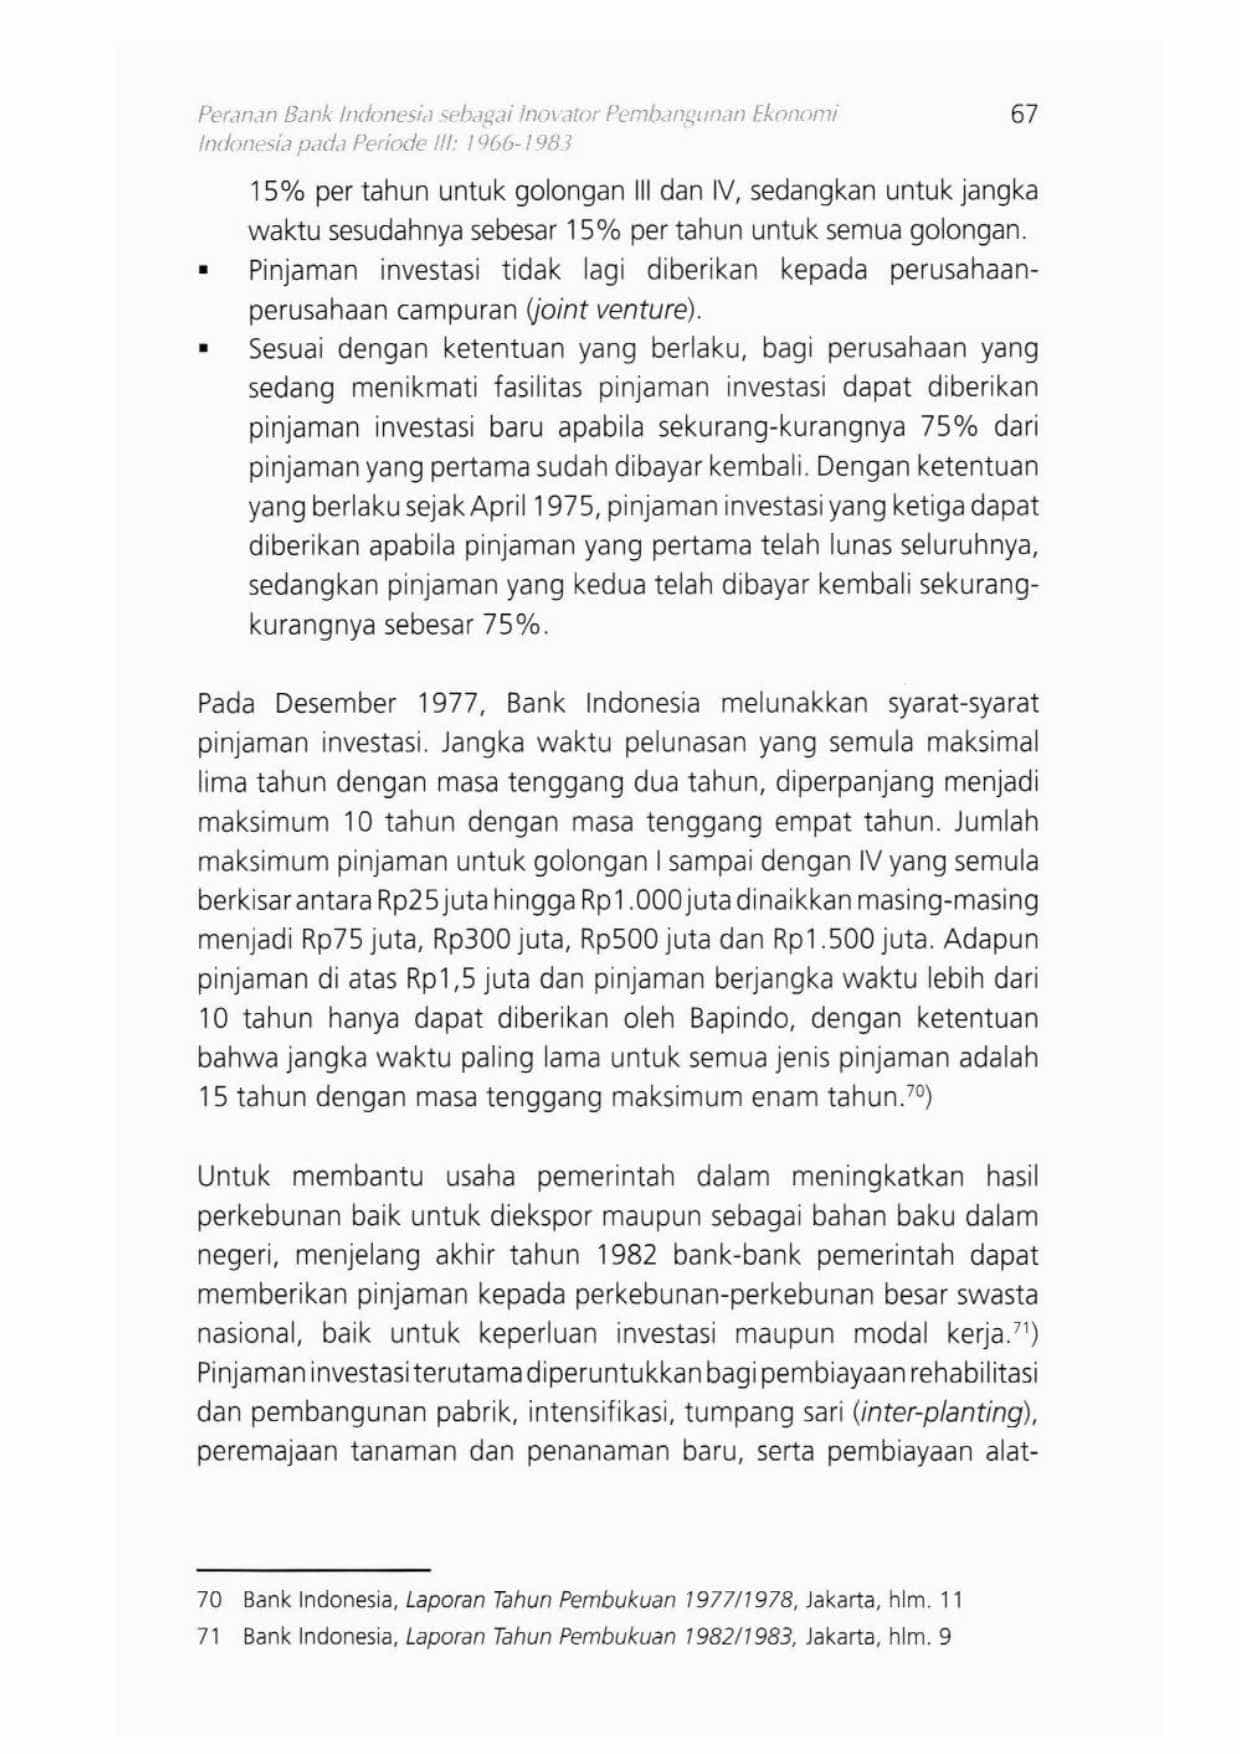 Peranan Bank Indonesia sebagai Inovator Pembangunan Ekonomi 67
Indonesia pada Periode III: 1966-1983
15% per tahun untuk golongan III dan IV, sedangkan untuk jangka
waktu sesudahnya sebesar 15% per tahun untuk semua golongan.
▪ Pinjaman investasi tidak lagi diberikan kepada perusahaan-
perusahaan campuran (joint venture).
▪ Sesuai dengan ketentuan yang berlaku, bagi perusahaan yang
sedang menikmati fasilitas pinjaman investasi dapat diberikan
pinjaman investasi baru apabila sekurang-kurangnya 75% dari
pinjaman yang pertama sudah dibayar kembali. Dengan ketentuan
yang berlaku sejak April 1975, pinjaman investasi yang ketiga dapat
diberikan apabila pinjaman yang pertama telah lunas seluruhnya,
sedangkan pinjaman yang kedua telah dibayar kembali sekurang-
kurangnya sebesar 75%.
Pada Desember 1977, Bank Indonesia melunakkan syarat-syarat
pinjaman investasi. Jangka waktu pelunasan yang semula maksimal
lima tahun dengan masa tenggang dua tahun, diperpanjang menjadi
maksimum 10 tahun dengan masa tenggang empat tahun. Jumlah
maksimum pinjaman untuk golongan I sampai dengan IV yang semula
berkisar antara Rp25 juta hingga Rp1.000 juta dinaikkan masing-masing
menjadi Rp75 juta, Rp300 juta, Rp500 juta dan Rp1.500 juta. Adapun
pinjaman di atas Rp1,5 juta dan pinjaman berjangka waktu lebih dari
10 tahun hanya dapat diberikan oleh Bapindo, dengan ketentuan
bahwa jangka waktu paling lama untuk semua jenis pinjaman adalah
15 tahun dengan masa tenggang maksimum enam tahun.⁷⁰)
Untuk membantu usaha pemerintah dalam meningkatkan hasil
perkebunan baik untuk diekspor maupun sebagai bahan baku dalam
negeri, menjelang akhir tahun 1982 bank-bank pemerintah dapat
memberikan pinjaman kepada perkebunan-perkebunan besar swasta
nasional, baik untuk keperluan investasi maupun modal kerja.⁷¹)
Pinjaman investasi terutama diperuntukkan bagi pembiayaan rehabilitasi
dan pembangunan pabrik, intensifikasi, tumpang sari (inter-planting),
peremajaan tanaman dan penanaman baru, serta pembiayaan alat-
70 Bank Indonesia, Laporan Tahun Pembukuan 1977/1978, Jakarta, hlm. 11
71 Bank Indonesia, Laporan Tahun Pembukuan 1982/1983, Jakarta, hlm. 9